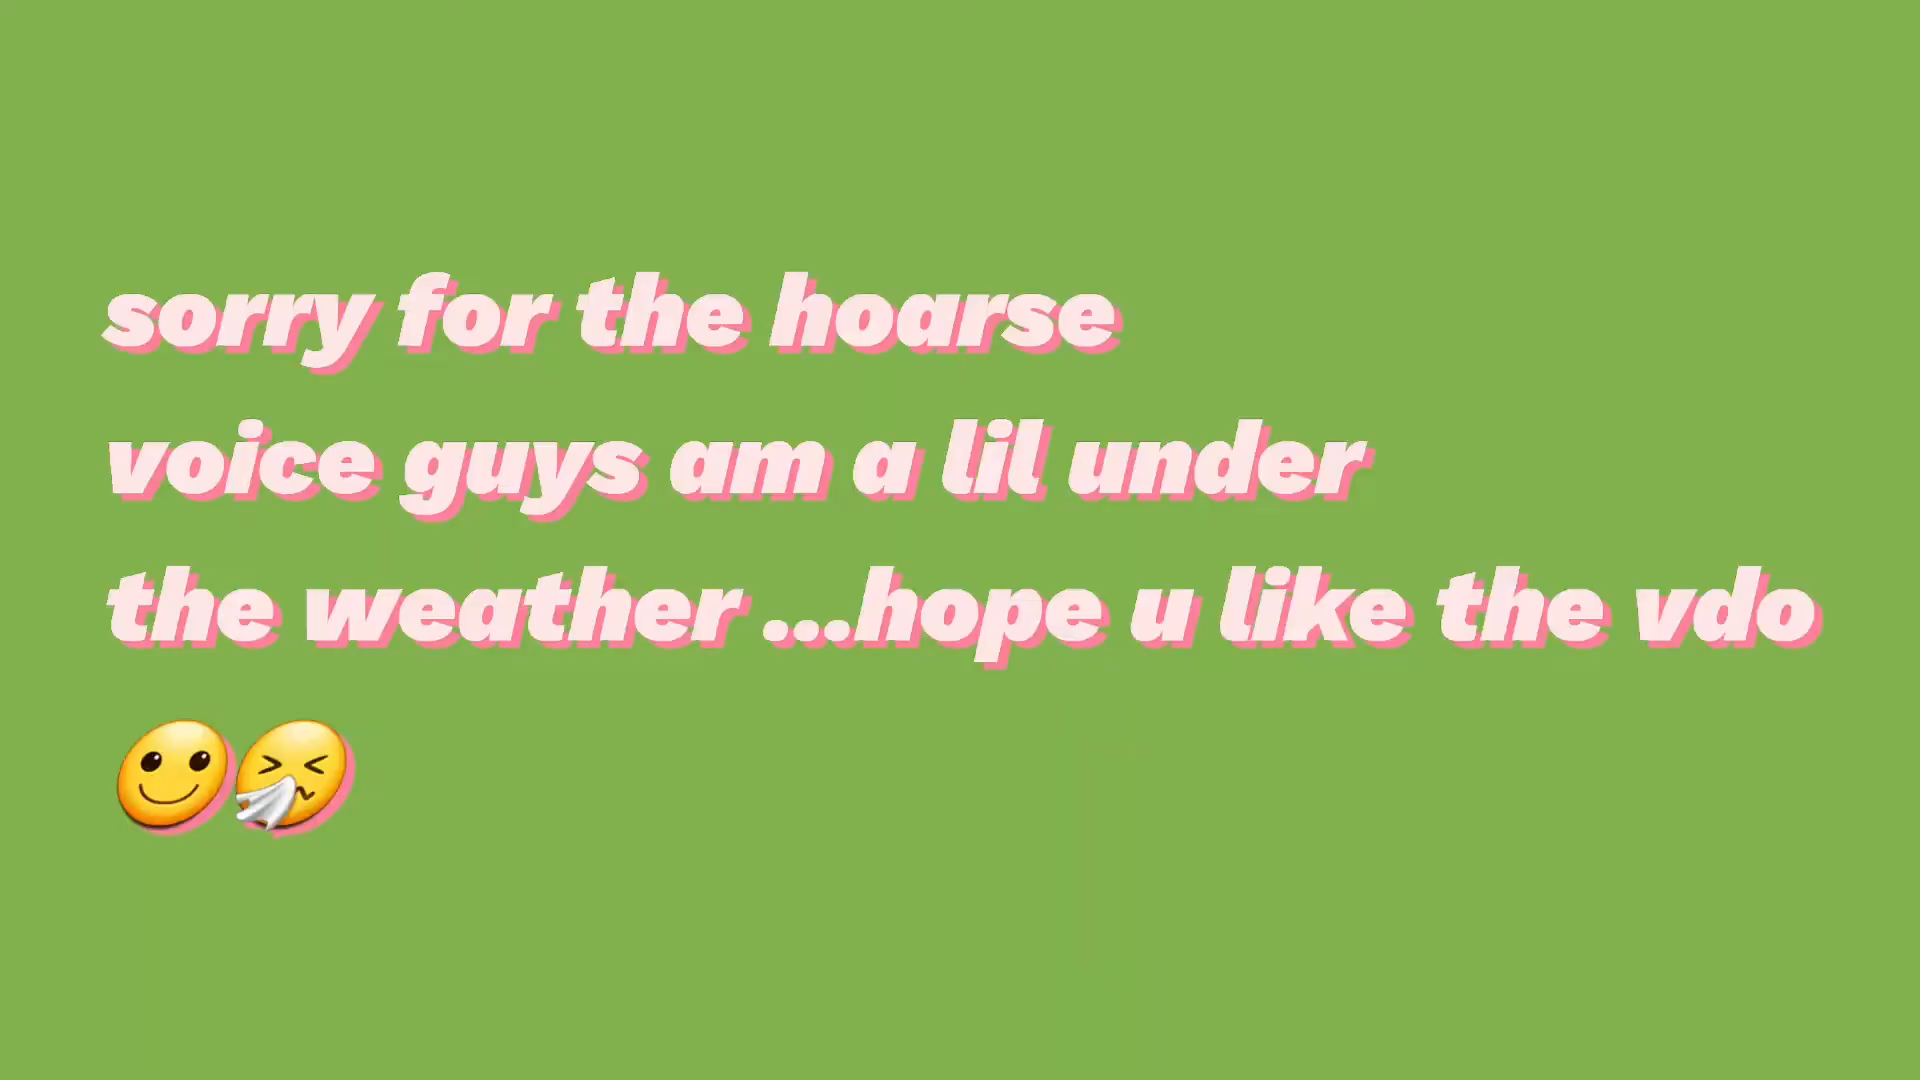 sorry for the hoarse
voice guys am a lil under
the weather ...hope u like the vdo
🙂🤧